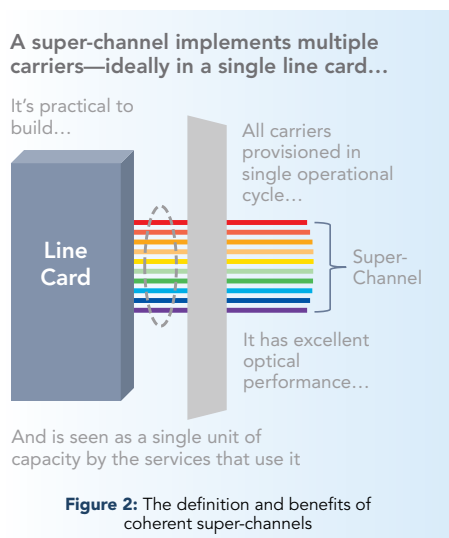 A super-channel implements multiple
carriers—ideally in a single line card…
It's practical to
build…
All carriers
provisioned in
single operational
cycle…
Line
Card
Super-
Channel
It has excellent
optical
performance…
And is seen as a single unit of
capacity by the services that use it
Figure 2: The definition and benefits of
coherent super-channels